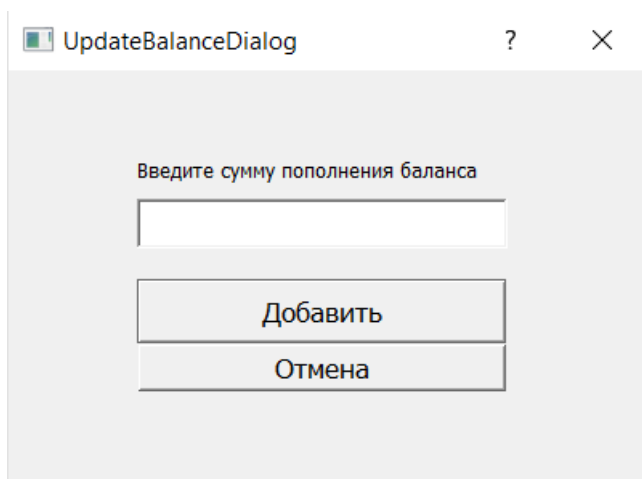 UpdateBalanceDialog ?
Введите сумму пополнения баланса
Добавить
Отмена